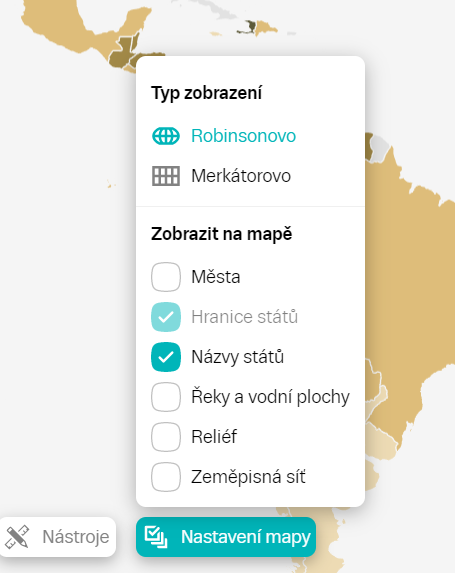 Typ zobrazení
Robinsonovo
Merkátorovo
Zobrazit na mapě
Města
Hranice států
Názvy států
Řeky a vodní plochy
Reliéf
Zeměpisná síť
Nástroje
Nastavení mapy